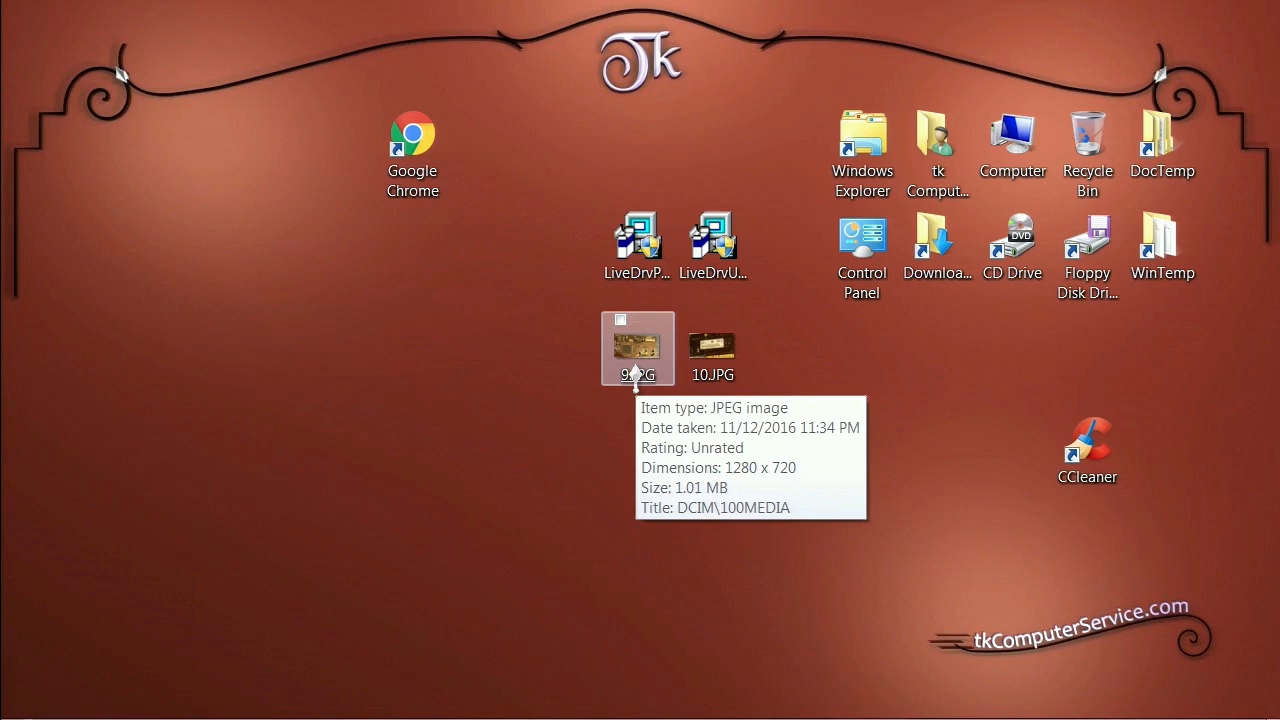 Tk
Google
Chrome
Windows
Explorer
tk
Comput...
Computer
Recycle
Bin
DocTemp
LiveDrvP...
LiveDrvU...
Control
Panel
Downloa...
DVD
CD Drive
Floppy
Disk Dri...
WinTemp
10.JPG
Item type: JPEG image
Date taken: 11/12/2016 11:34 PM
Rating: Unrated
Dimensions: 1280 x 720
Size: 1.01 MB
Title: DCIM\100MEDIA
CCleaner
tkComputerService.com